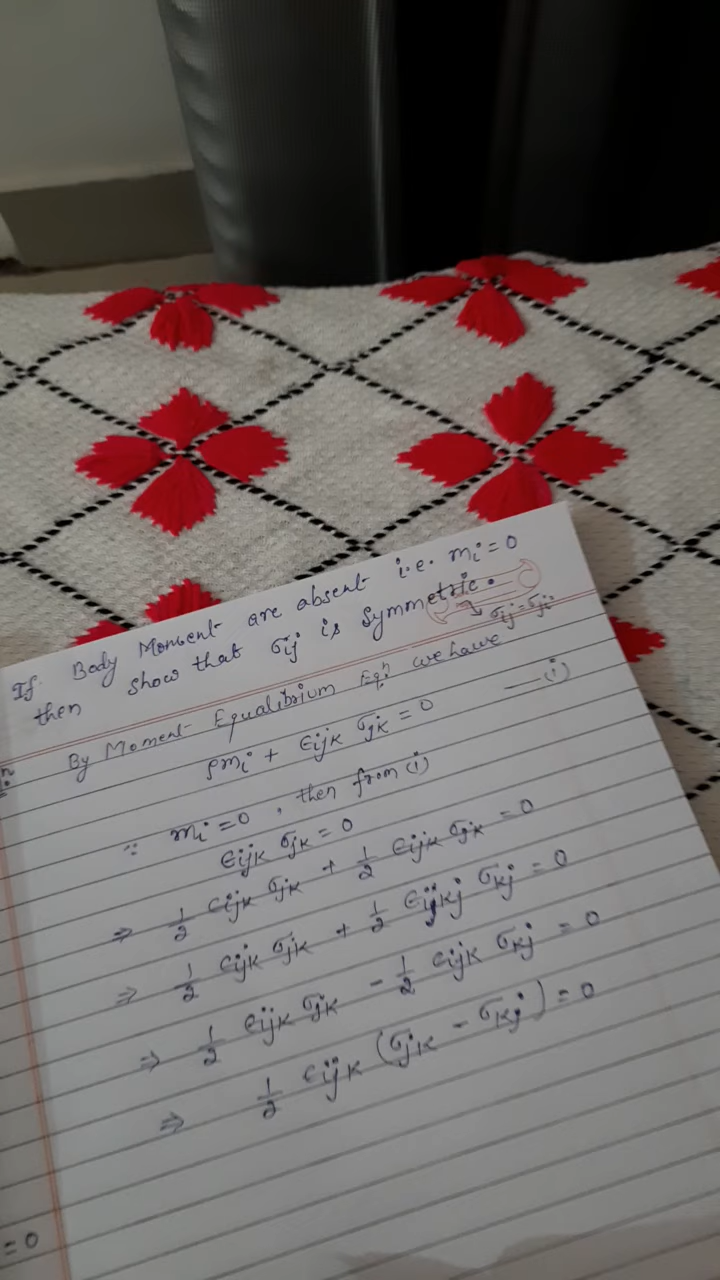 If Body Moment are absent i.e. mi = 0
then show that σij is symmetric.
↘ σij = σji
By Moment Equalibrium Eqn we have
ρmi + ϵijk σjk = 0 —(i)
∵ mi = 0, then from (i)
ϵijk σjk = 0
⇒ 1/2 ϵijk σjk + 1/2 ϵijk σjk = 0
⇒ 1/2 ϵijk σjk + 1/2 ϵikj σkj = 0
⇒ 1/2 ϵijk σjk - 1/2 ϵijk σkj = 0
⇒ 1/2 ϵijk (σjk - σkj) = 0
= 0